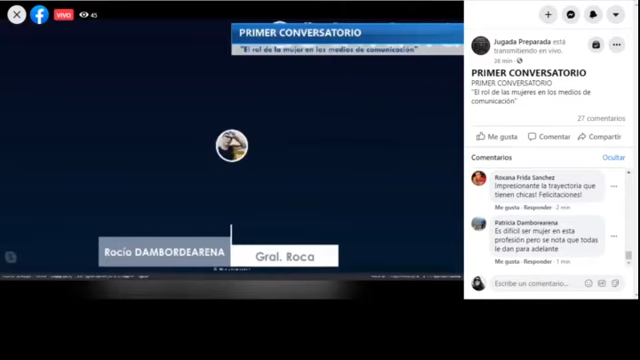 VIVO
45
PRIMER CONVERSATORIO
"El rol de la mujer en los medios de comunicación"
Rocío DAMBORDEARENA
Gral. Roca
Jugada Preparada está
transmitiendo en vivo.
38 min
PRIMER CONVERSATORIO
PRIMER CONVERSATORIO
"El rol de las mujeres en los medios de
comunicación"
27 comentarios
Me gusta
Comentar
Compartir
Comentarios
Ocultar
Roxana Frida Sanchez
Impresionante la trayectoria que
tienen chicas! Felicitaciones!
Me gusta · Responder · 2 min
Patricia Damborearena
Es difícil ser mujer en esta
profesión pero se nota que todas
le dan para adelante
Me gusta · Responder · 1 min
Escribe un comentario...